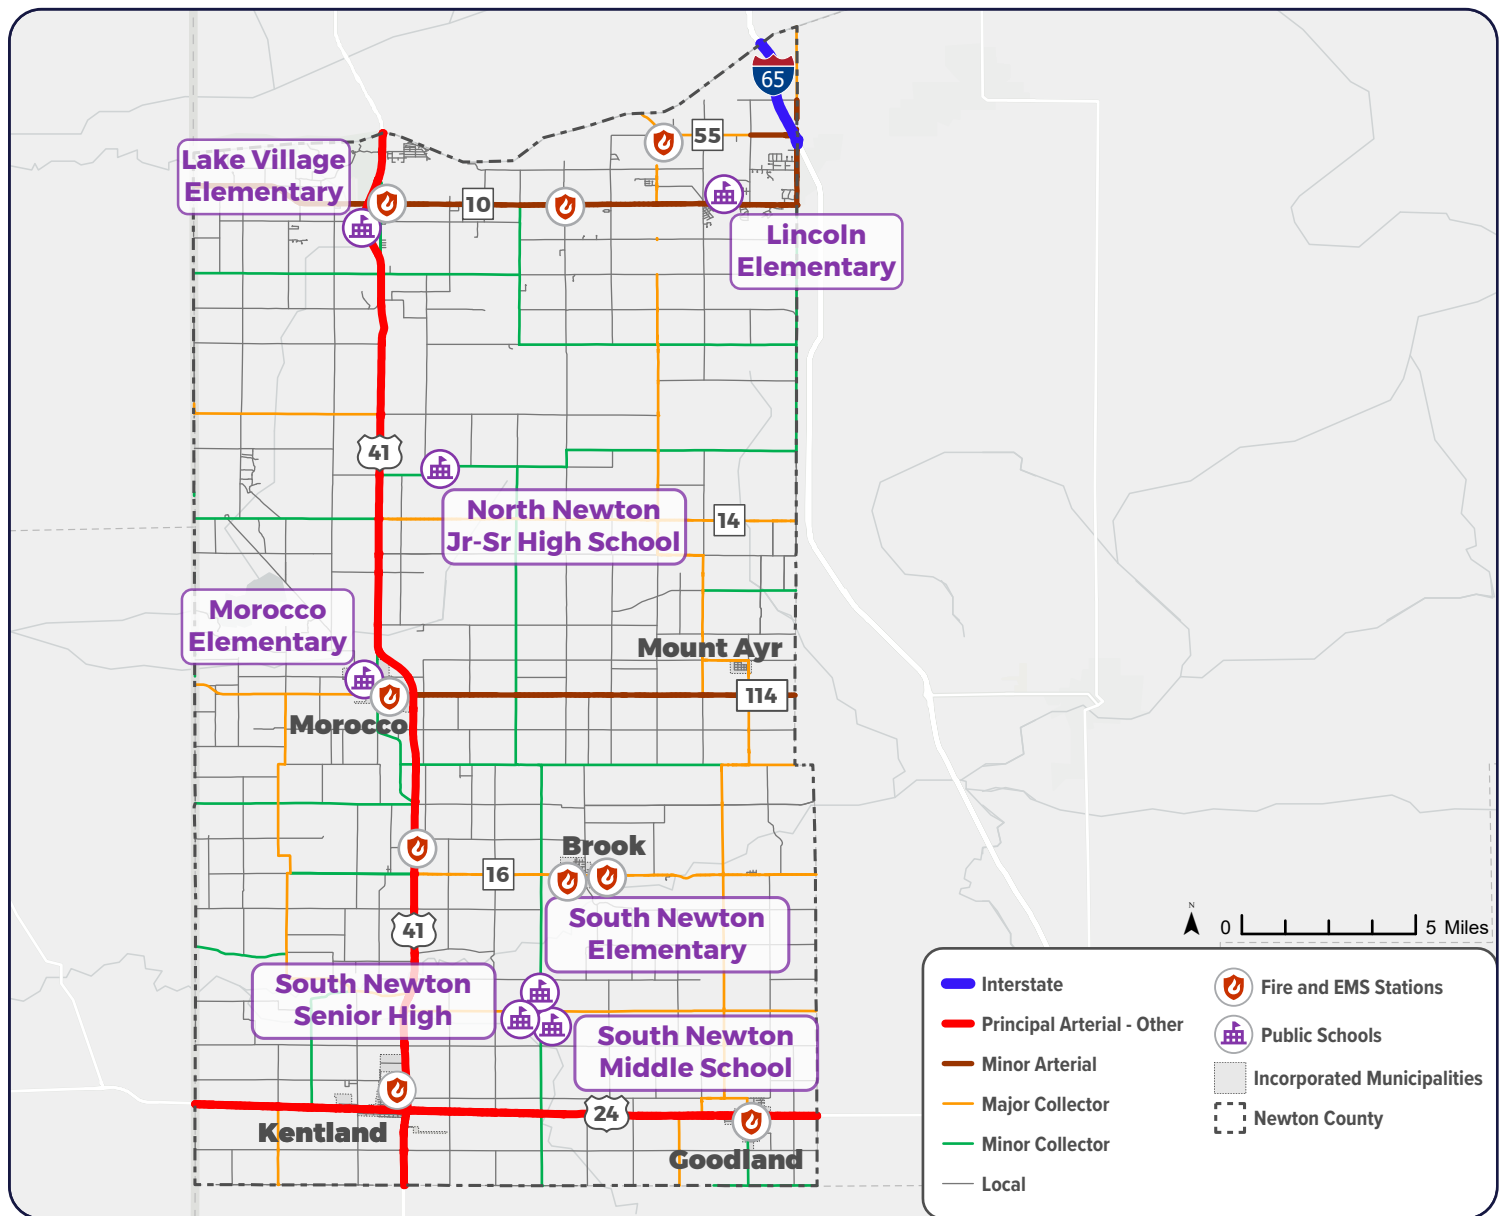 65
55
Lake Village
Elementary
10
Lincoln
Elementary
41
North Newton
Jr-Sr High School
14
Morocco
Elementary
Mount Ayr
114
Morocco
Brook
16
41
South Newton
Elementary
South Newton
Senior High
South Newton
Middle School
24
Kentland
Goodland
N
0
5 Miles
Interstate
Principal Arterial - Other
Minor Arterial
Major Collector
Minor Collector
Local
Fire and EMS Stations
Public Schools
Incorporated Municipalities
Newton County